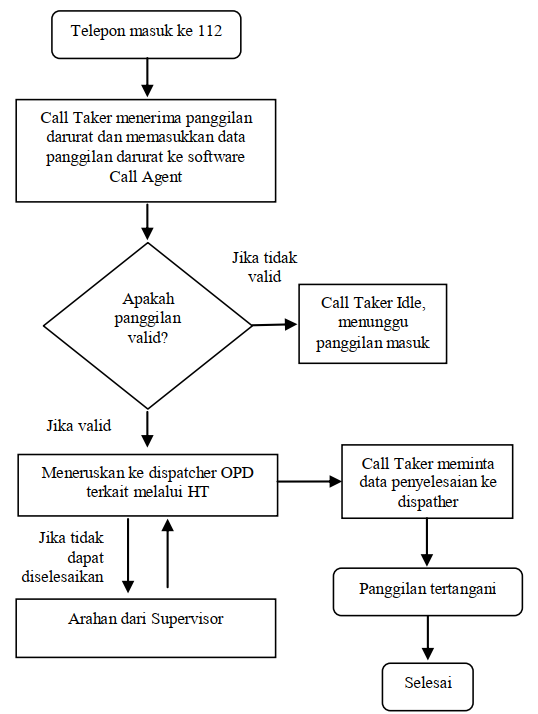 Telepon masuk ke 112
Call Taker menerima panggilan
darurat dan memasukkan data
panggilan darurat ke software
Call Agent
Apakah
panggilan
valid?
Jika tidak
valid
Call Taker Idle,
menunggu
panggilan masuk
Jika valid
Meneruskan ke dispatcher OPD
terkait melalui HT
Call Taker meminta
data penyelesaian ke
dispather
Jika tidak
dapat
diselesaikan
Arahan dari Supervisor
Panggilan tertangani
Selesai